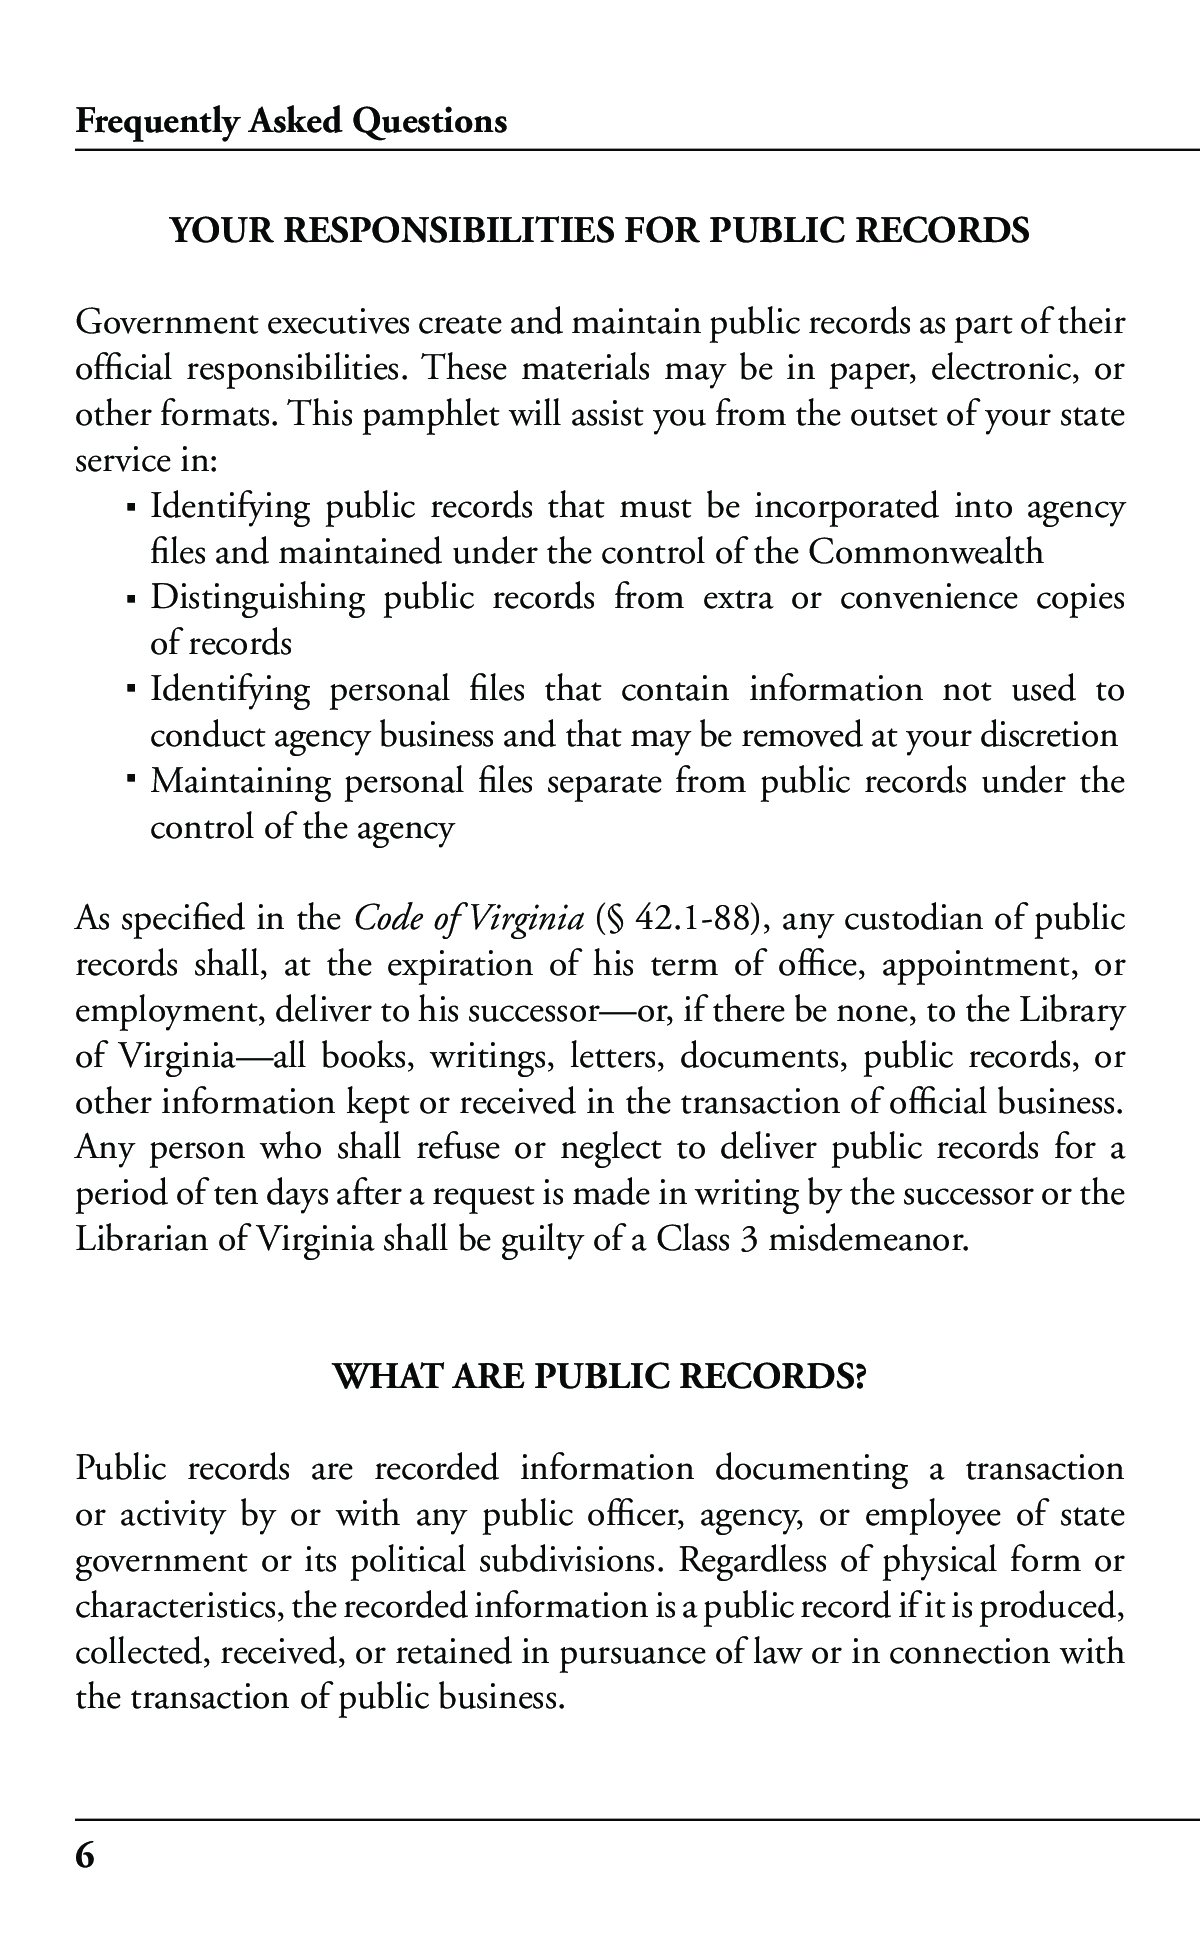 Frequently Asked Questions
YOUR RESPONSIBILITIES FOR PUBLIC RECORDS
Government executives create and maintain public records as part of their
official responsibilities. These materials may be in paper, electronic, or
other formats. This pamphlet will assist you from the outset of your state
service in:
▪ Identifying public records that must be incorporated into agency
files and maintained under the control of the Commonwealth
▪ Distinguishing public records from extra or convenience copies
of records
▪ Identifying personal files that contain information not used to
conduct agency business and that may be removed at your discretion
▪ Maintaining personal files separate from public records under the
control of the agency
As specified in the Code of Virginia (§ 42.1-88), any custodian of public
records shall, at the expiration of his term of office, appointment, or
employment, deliver to his successor—or, if there be none, to the Library
of Virginia—all books, writings, letters, documents, public records, or
other information kept or received in the transaction of official business.
Any person who shall refuse or neglect to deliver public records for a
period of ten days after a request is made in writing by the successor or the
Librarian of Virginia shall be guilty of a Class 3 misdemeanor.
WHAT ARE PUBLIC RECORDS?
Public records are recorded information documenting a transaction
or activity by or with any public officer, agency, or employee of state
government or its political subdivisions. Regardless of physical form or
characteristics, the recorded information is a public record if it is produced,
collected, received, or retained in pursuance of law or in connection with
the transaction of public business.
6